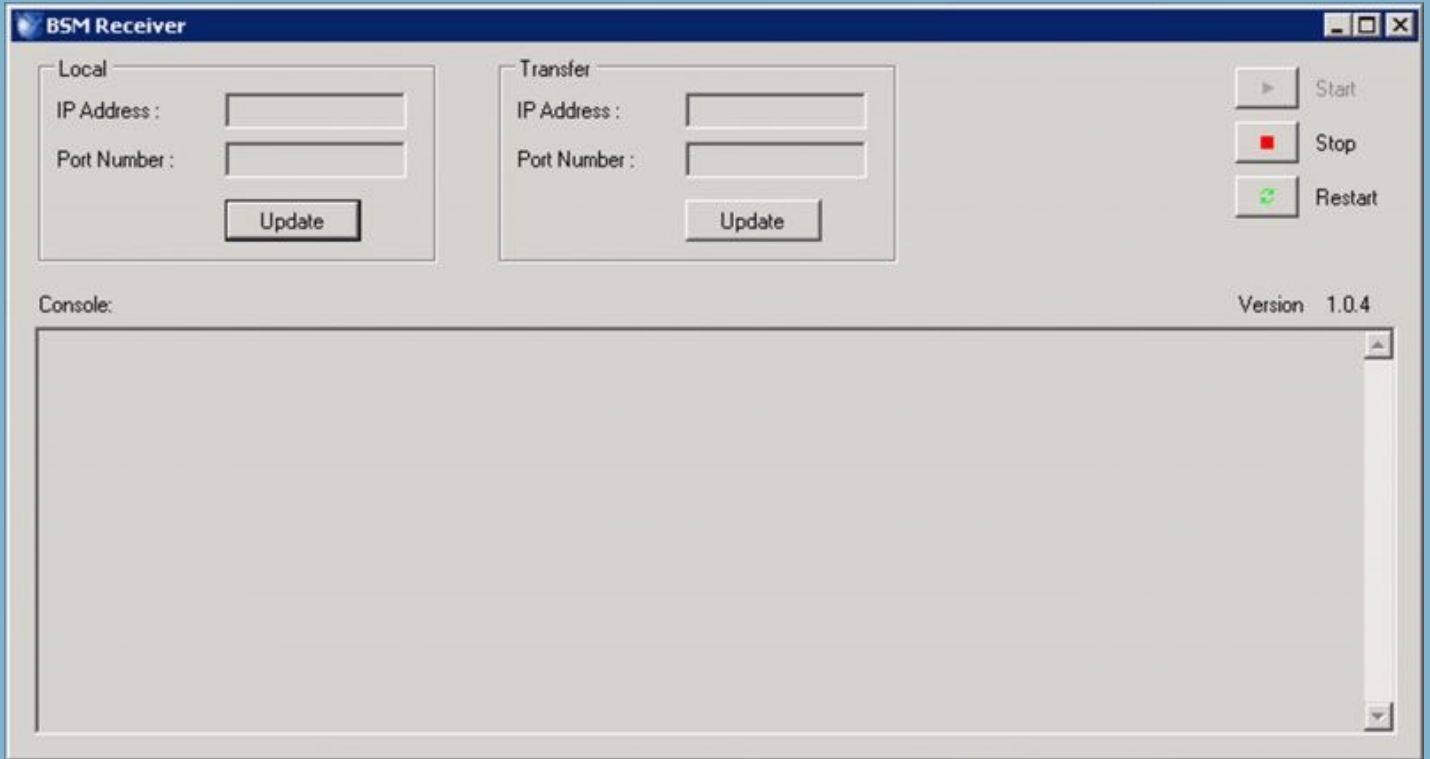 BSM Receiver
Local
IP Address :
Port Number :
Update
Transfer
IP Address :
Port Number :
Update
Start
Stop
Restart
Console:
Version 1.0.4